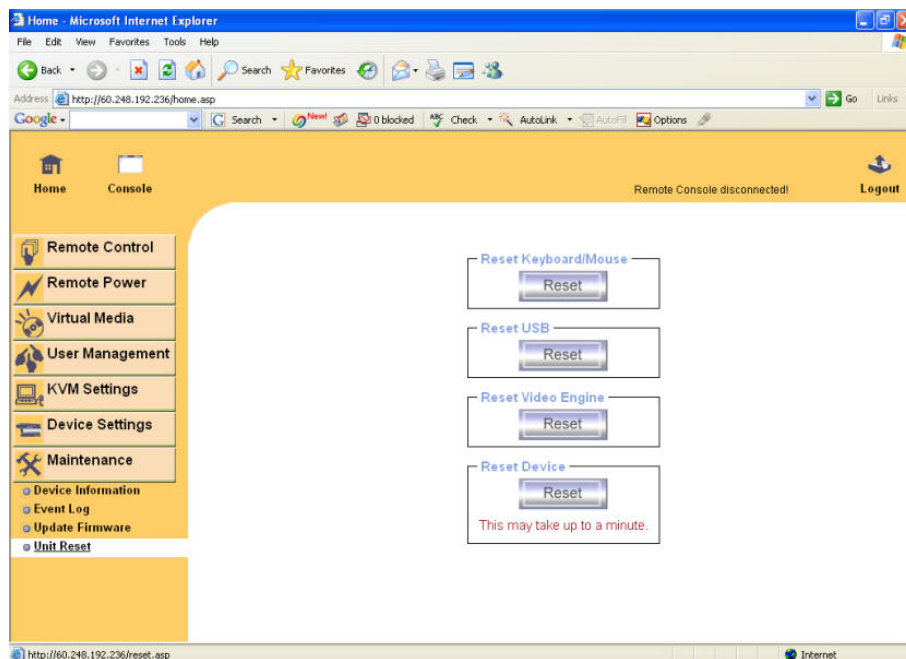 Home - Microsoft Internet Explorer
File Edit View Favorites Tools Help
Back Search Favorites
Address http://60.248.192.236/home.asp Go Links
Google Search New! 0 blocked ABC Check AutoLink AutoFill Options
Home Console Remote Console disconnected! Logout
Remote Control
Remote Power
Virtual Media
User Management
KVM Settings
Device Settings
Maintenance
Device Information
Event Log
Update Firmware
Unit Reset
Reset Keyboard/Mouse
Reset
Reset USB
Reset
Reset Video Engine
Reset
Reset Device
Reset
This may take up to a minute.
http://60.248.192.236/reset.asp Internet